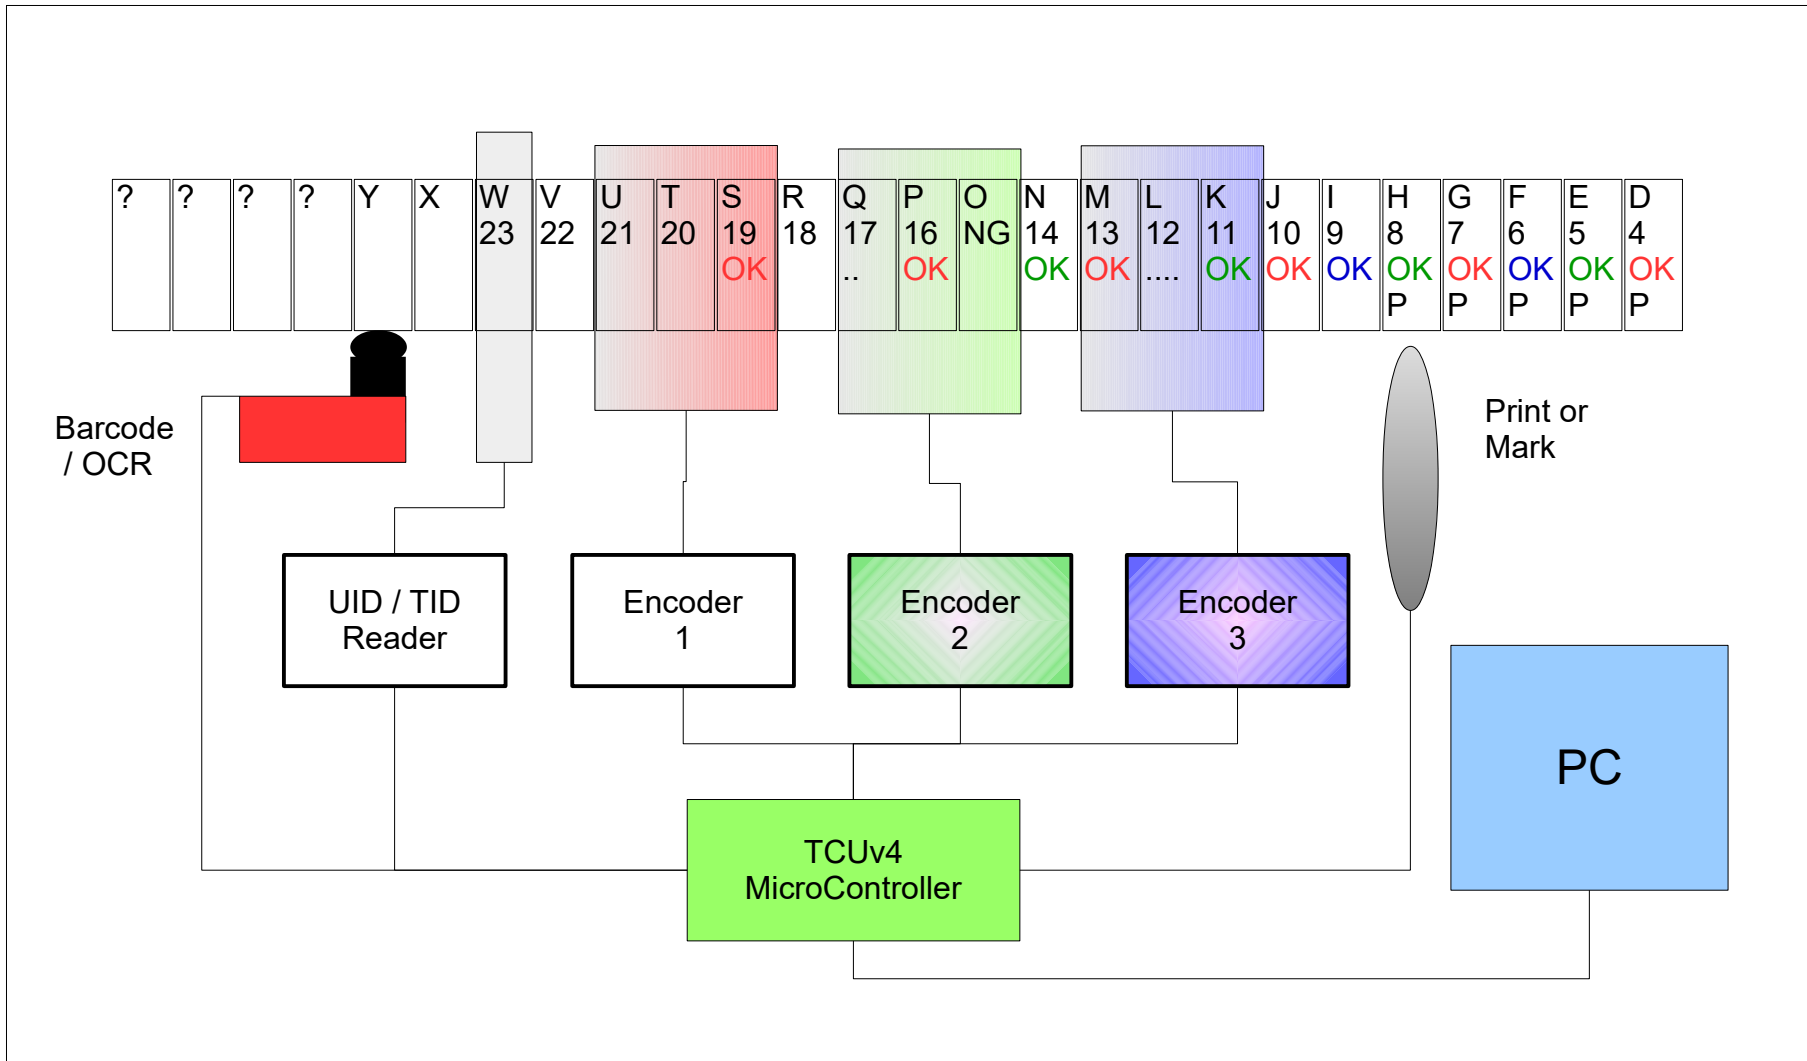 ? ? ? ? Y X W V U T S R Q P O N M L K J I H G F E D
23 22 21 20 19 18 17 16 NG 14 13 12 11 10 9 8 7 6 5 4
OK .. OK OK OK .... OK OK OK OK OK OK OK OK
P P P P P
Barcode
/ OCR
Print or
Mark
UID / TID
Reader
Encoder
1
Encoder
2
Encoder
3
PC
TCUv4
MicroController